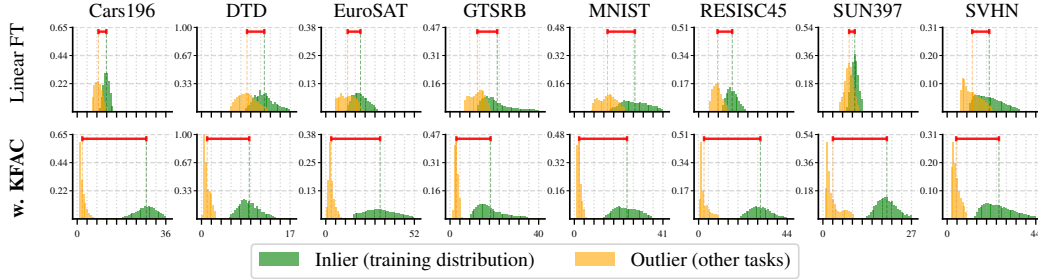 Cars196 DTD EuroSAT GTSRB MNIST RESISC45 SUN397 SVHN
Linear FT
0.65 1.00 0.38 0.47 0.48 0.51 0.54 0.31
0.44 0.67 0.25 0.31 0.32 0.34 0.36 0.20
0.22 0.33 0.13 0.16 0.16 0.17 0.18 0.10
w. KFAC
0.65 1.00 0.38 0.47 0.48 0.51 0.54 0.31
0.44 0.67 0.25 0.31 0.32 0.34 0.36 0.20
0.22 0.33 0.13 0.16 0.16 0.17 0.18 0.10
0 36 0 17 0 52 0 40 0 41 0 44 0 27 0 44
Inlier (training distribution) Outlier (other tasks)